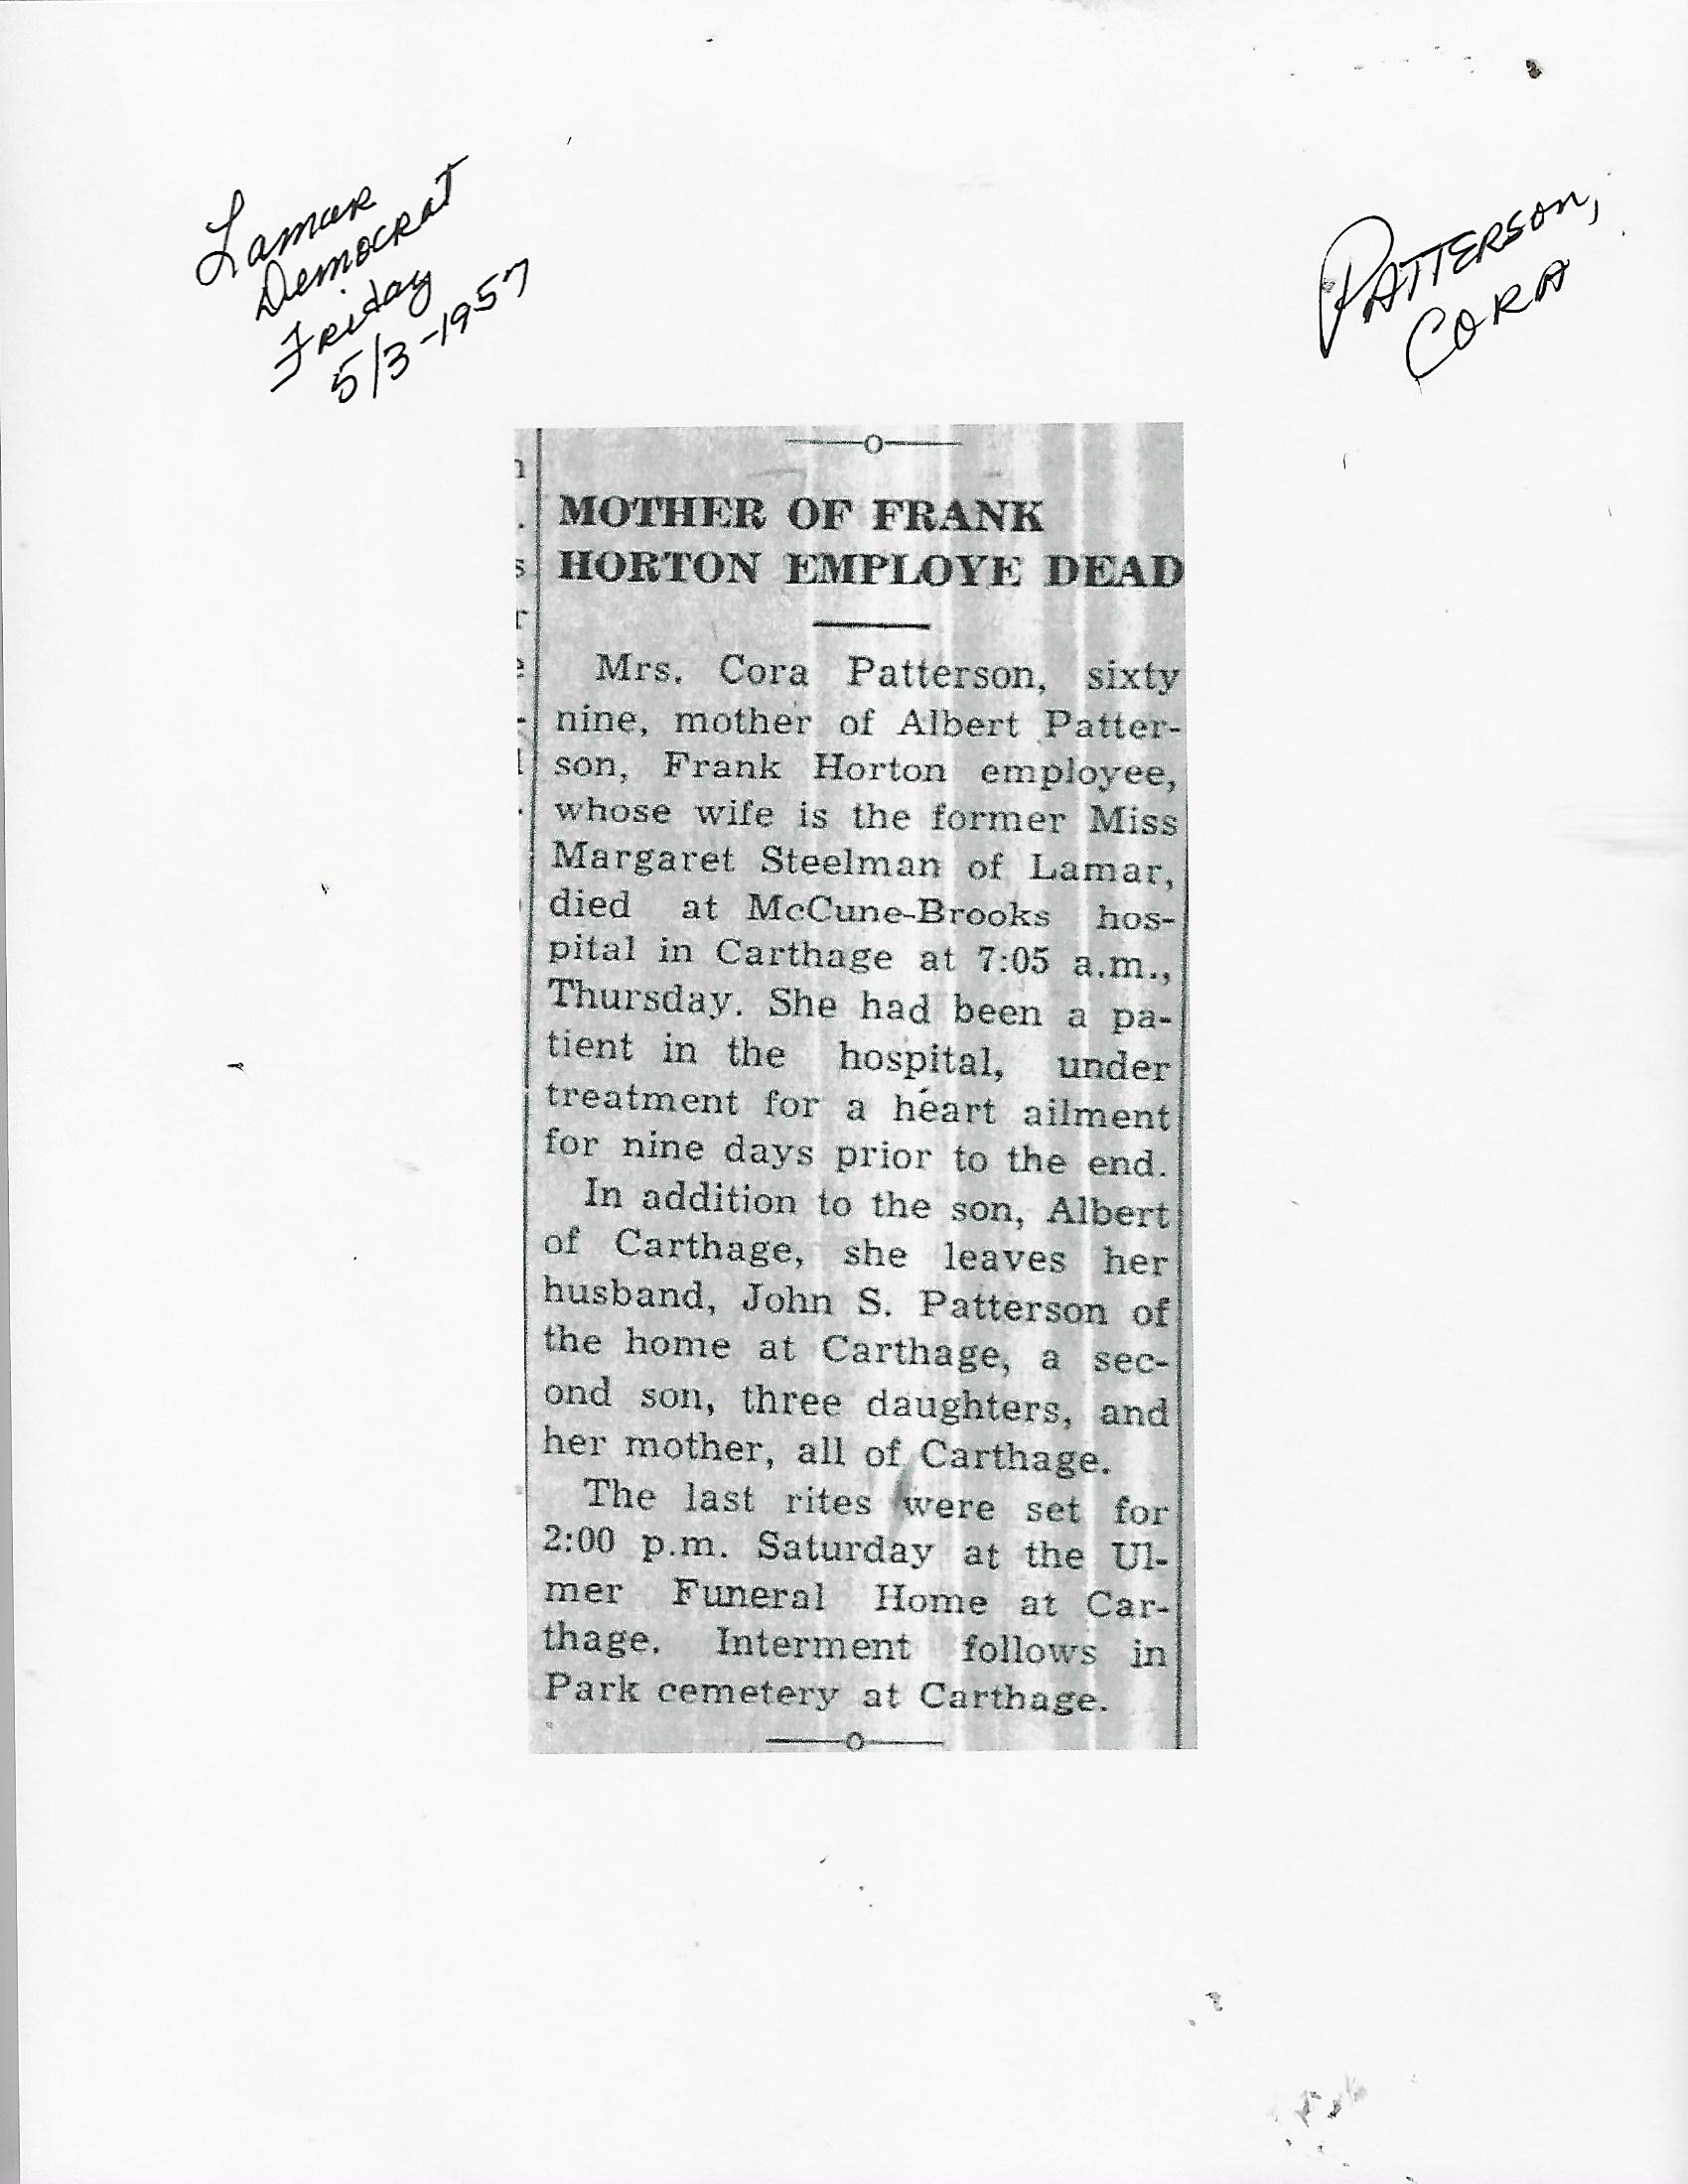 Lamar
Democrat
Friday
5/3-1957
Patterson,
Cora
MOTHER OF FRANK
HORTON EMPLOYE DEAD
Mrs. Cora Patterson, sixty
nine, mother of Albert Patter-
son, Frank Horton employee,
whose wife is the former Miss
Margaret Steelman of Lamar,
died at McCune-Brooks hos-
pital in Carthage at 7:05 a.m.,
Thursday. She had been a pa-
tient in the hospital, under
treatment for a heart ailment
for nine days prior to the end.
In addition to the son, Albert
of Carthage, she leaves her
husband, John S. Patterson of
the home at Carthage, a sec-
ond son, three daughters, and
her mother, all of Carthage.
The last rites were set for
2:00 p.m. Saturday at the Ul-
mer Funeral Home at Car-
thage. Interment follows in
Park cemetery at Carthage.